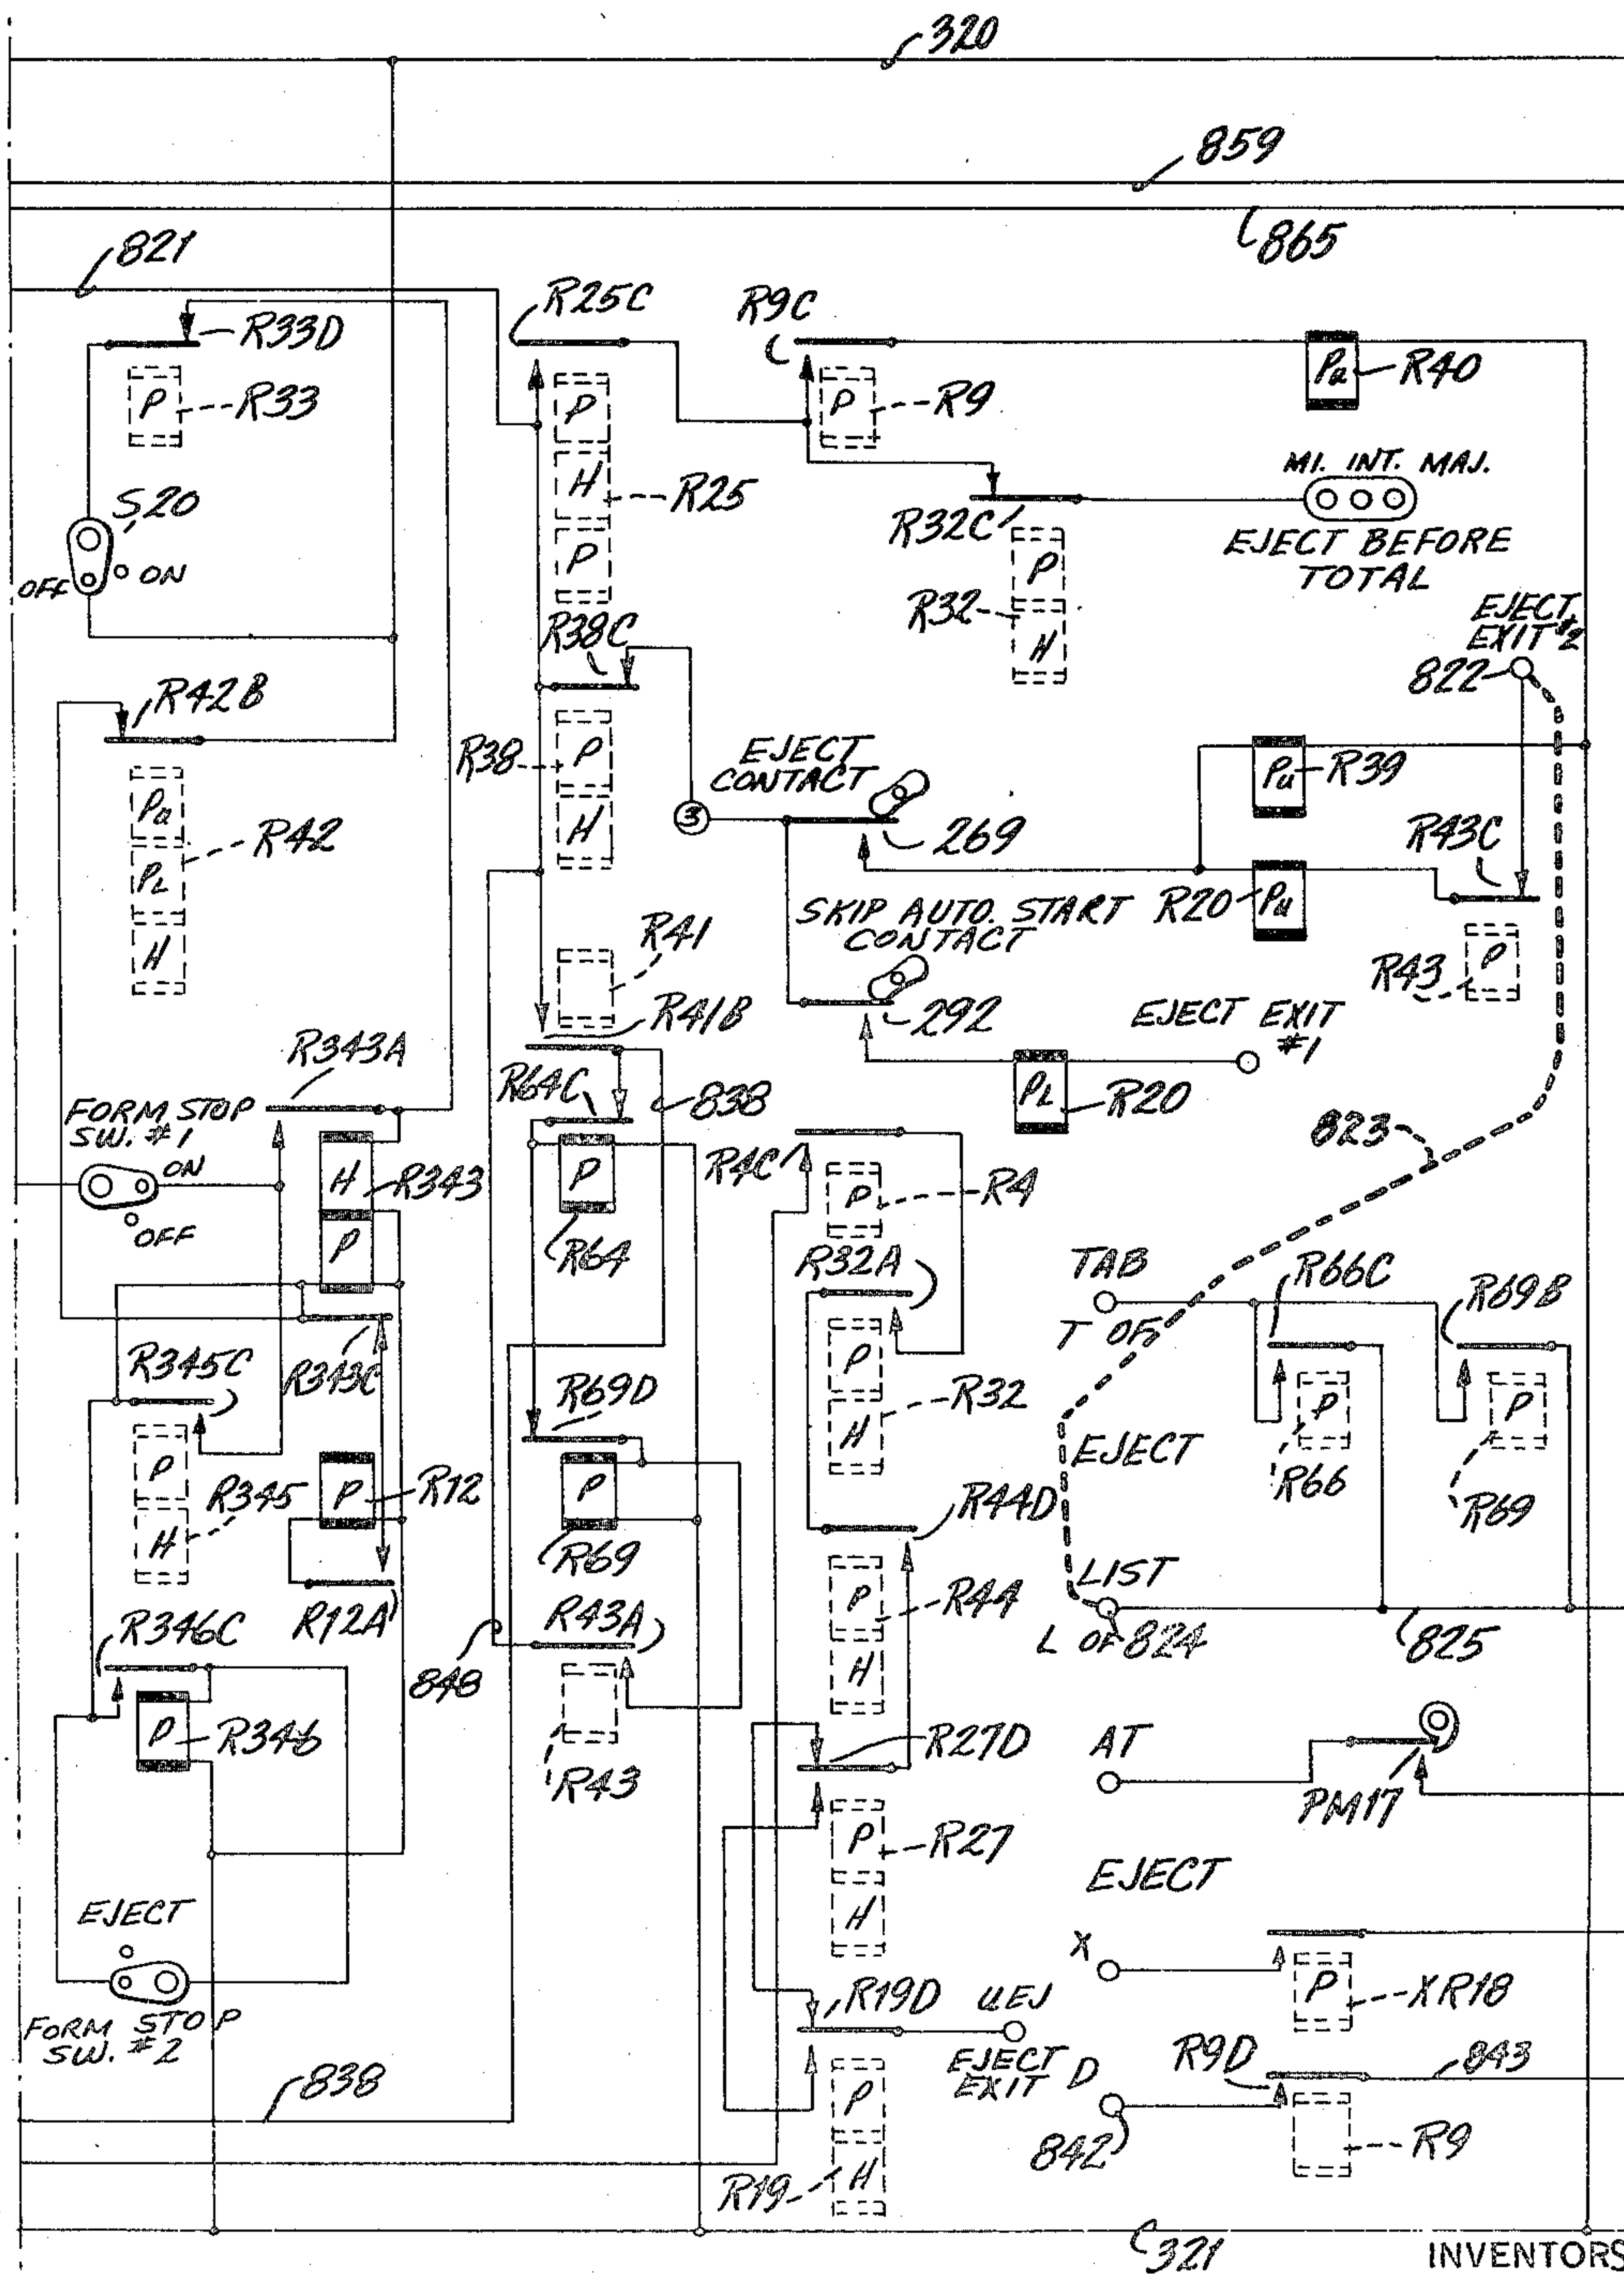 320
859
865
821
R25C
R9C
R33D
Pu
R40
P
R33
P
P
R9
MI. INT. MAJ.
H
R25
S20
R32C
EJECT BEFORE
TOTAL
OFF
ON
P
P
R32
EJECT
EXIT #2
R38C
H
822
R42B
R38
P
EJECT
CONTACT
Pu
R39
Pu
R42
H
3
269
R43C
PL
SKIP AUTO. START
CONTACT
R20
Pu
H
R41
R43
P
R41B
292
EJECT EXIT
#1
R343A
R64C
838
PL
R20
FORM STOP
SW. #1
823
ON
H
R343
P
R4C
P
R4
OFF
P
R64
R32A
TAB
R66C
R69B
T OF
R345C
R343C
P
R69D
R32
P
P
P
H
EJECT
R345
P
R12
P
R66
R69
H
R44D
R69
LIST
R346C
R12A
R43A
P
R44
L OF
824
825
848
H
P
R346
R27D
AT
R43
PM17
P
R27
EJECT
EJECT
H
X
R19D
UEJ
P
XR18
FORM STOP
SW. #2
EJECT
EXIT
D
R9D
843
838
P
842
R9
R19
H
321
INVENTORS